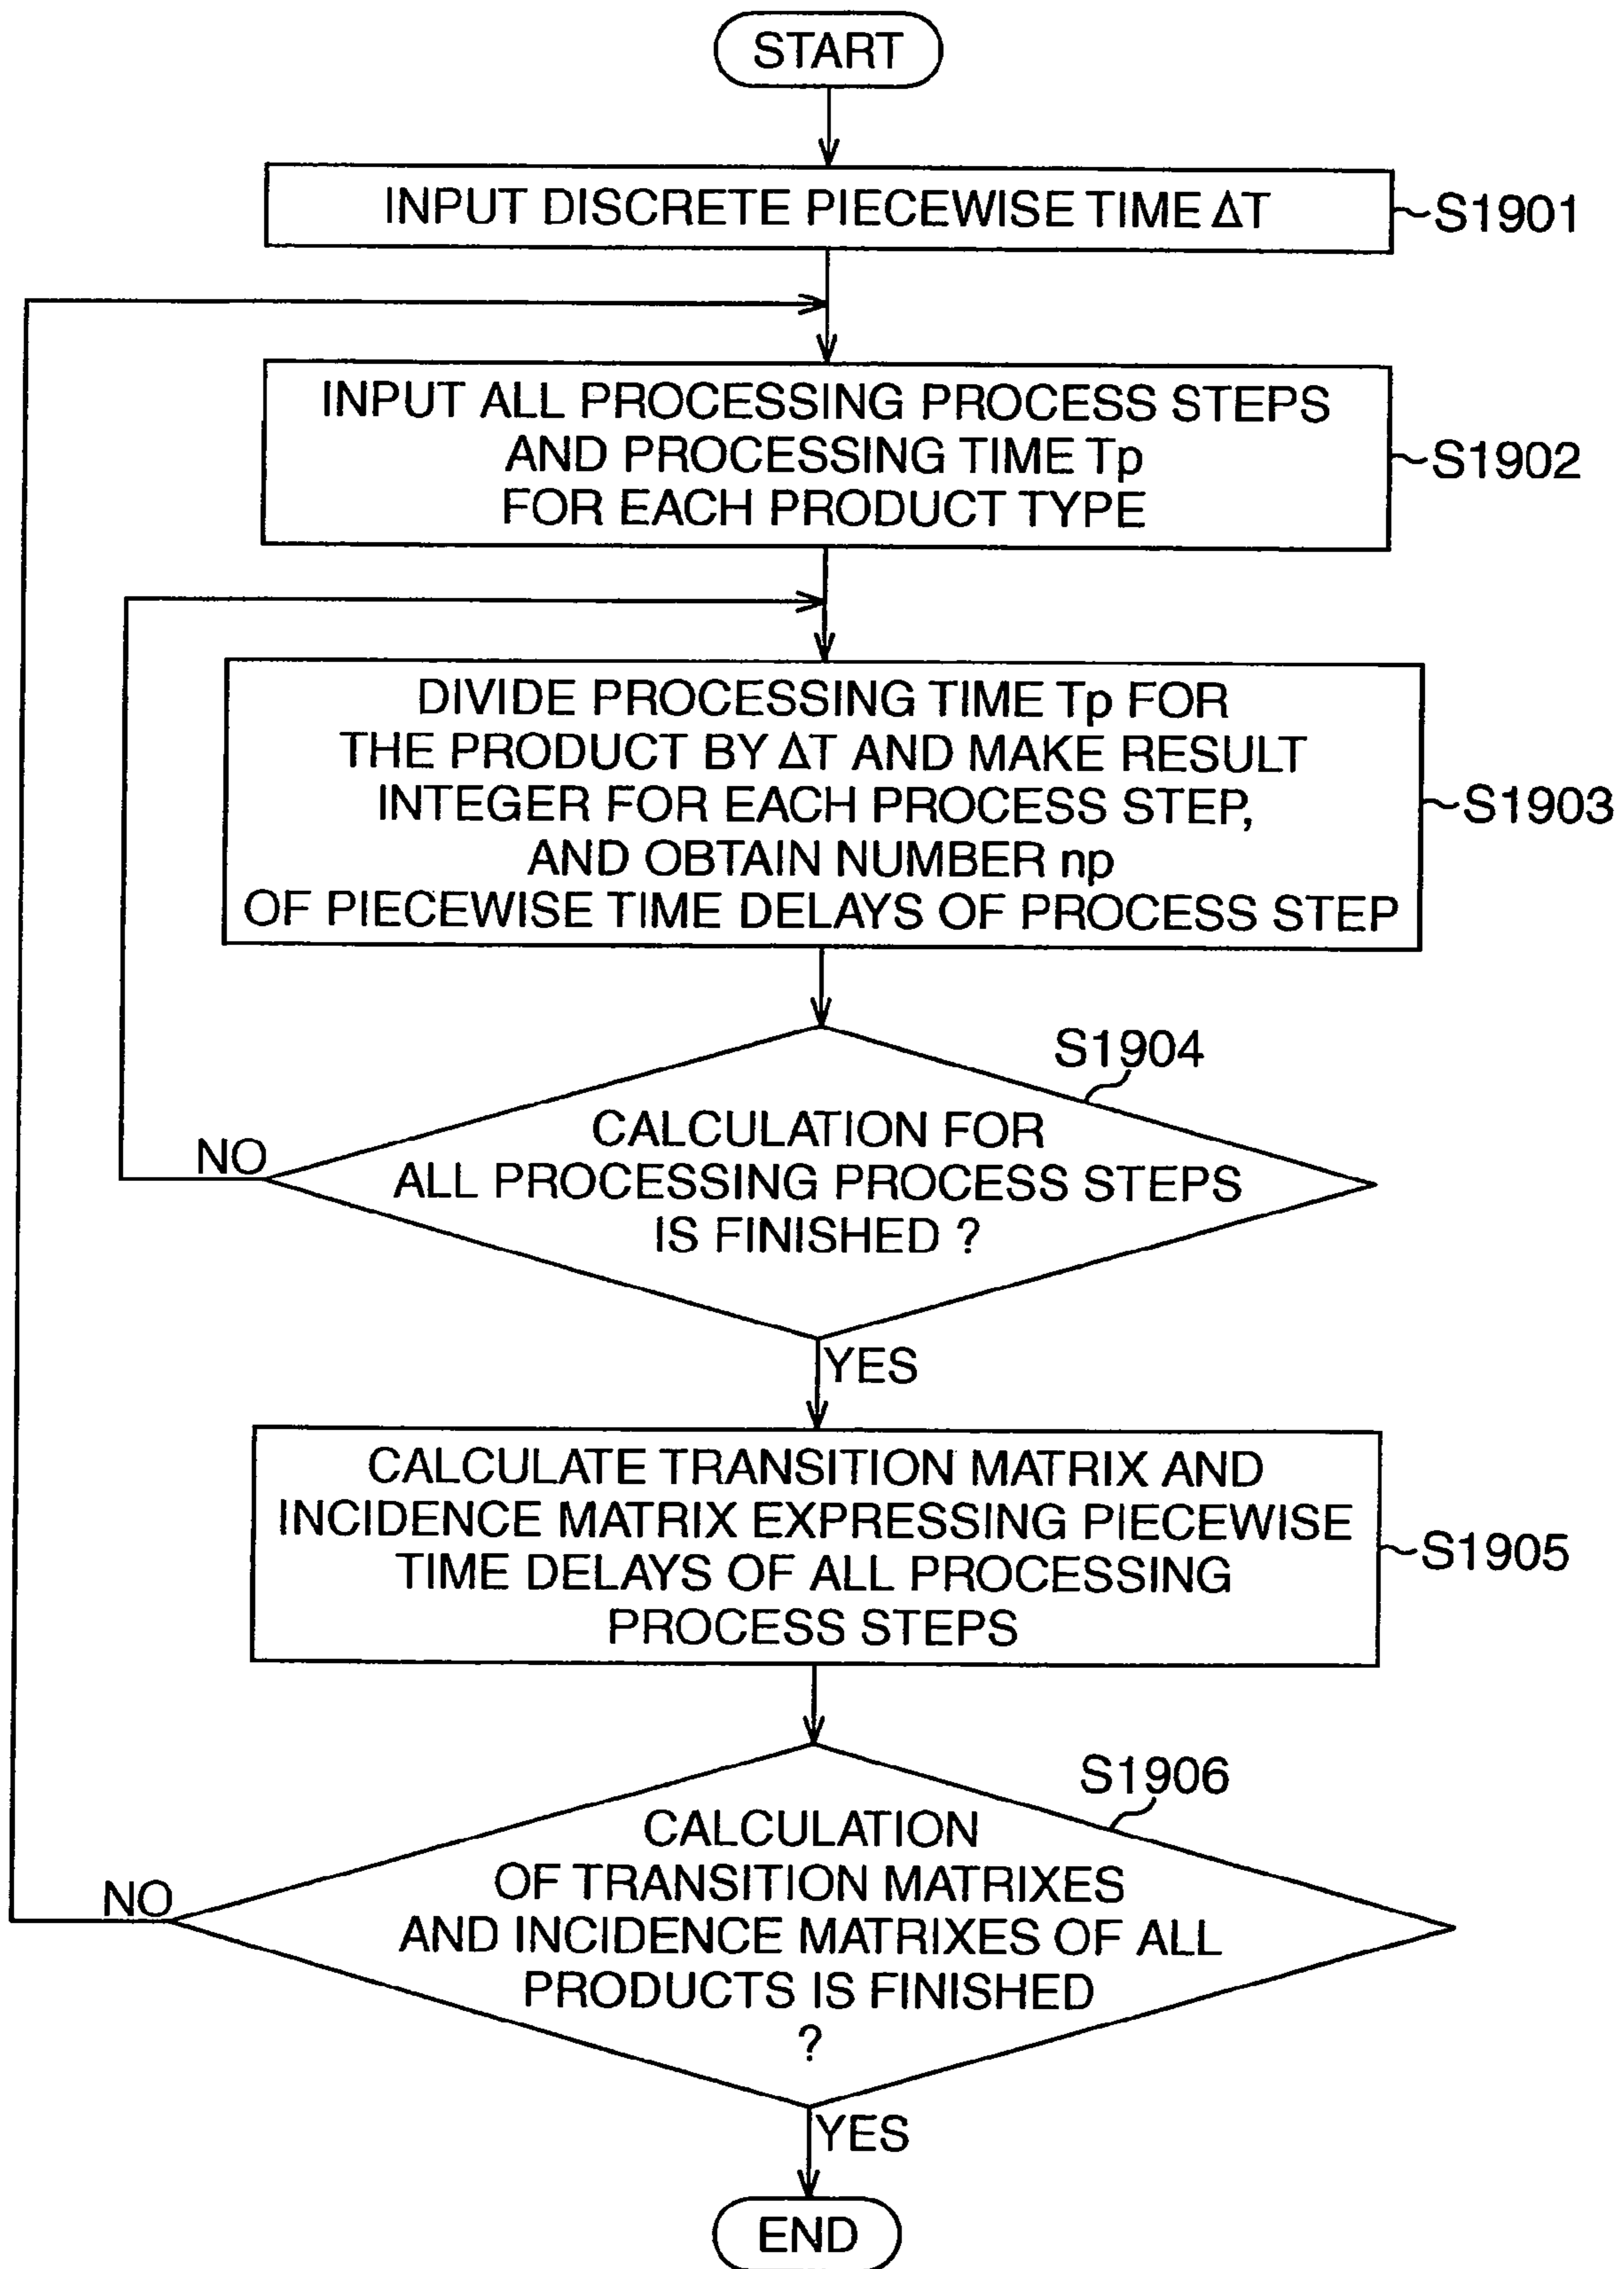 START
INPUT DISCRETE PIECEWISE TIME ΔT
S1901
INPUT ALL PROCESSING PROCESS STEPS
AND PROCESSING TIME Tp
FOR EACH PRODUCT TYPE
S1902
DIVIDE PROCESSING TIME Tp FOR
THE PRODUCT BY ΔT AND MAKE RESULT
INTEGER FOR EACH PROCESS STEP,
AND OBTAIN NUMBER np
OF PIECEWISE TIME DELAYS OF PROCESS STEP
S1903
S1904
CALCULATION FOR
ALL PROCESSING PROCESS STEPS
IS FINISHED ?
NO
YES
CALCULATE TRANSITION MATRIX AND
INCIDENCE MATRIX EXPRESSING PIECEWISE
TIME DELAYS OF ALL PROCESSING
PROCESS STEPS
S1905
S1906
CALCULATION
OF TRANSITION MATRIXES
AND INCIDENCE MATRIXES OF ALL
PRODUCTS IS FINISHED
?
NO
YES
END